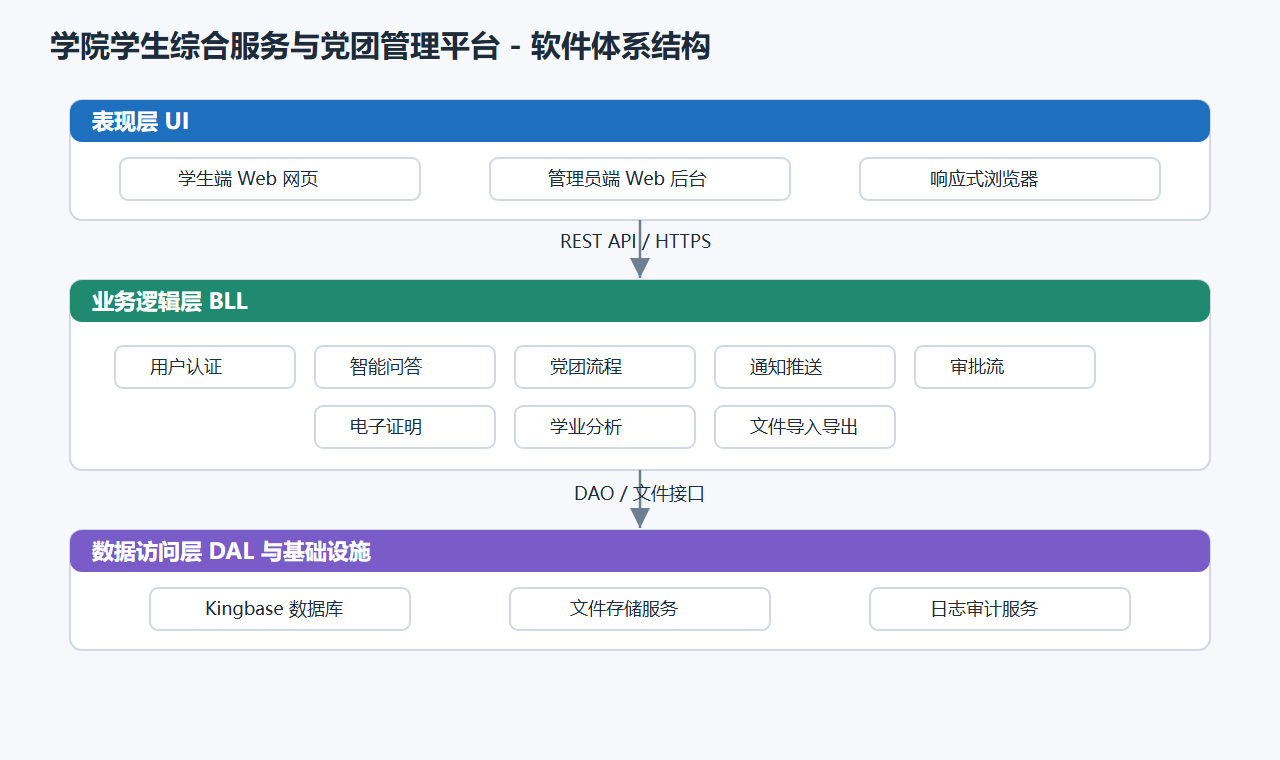 学院学生综合服务与党团管理平台 - 软件体系结构
表现层 UI
学生端 Web 网页
管理员端 Web 后台
响应式浏览器
REST API / HTTPS
业务逻辑层 BLL
用户认证
智能问答
党团流程
通知推送
审批流
电子证明
学业分析
文件导入导出
DAO / 文件接口
数据访问层 DAL 与基础设施
Kingbase 数据库
文件存储服务
日志审计服务